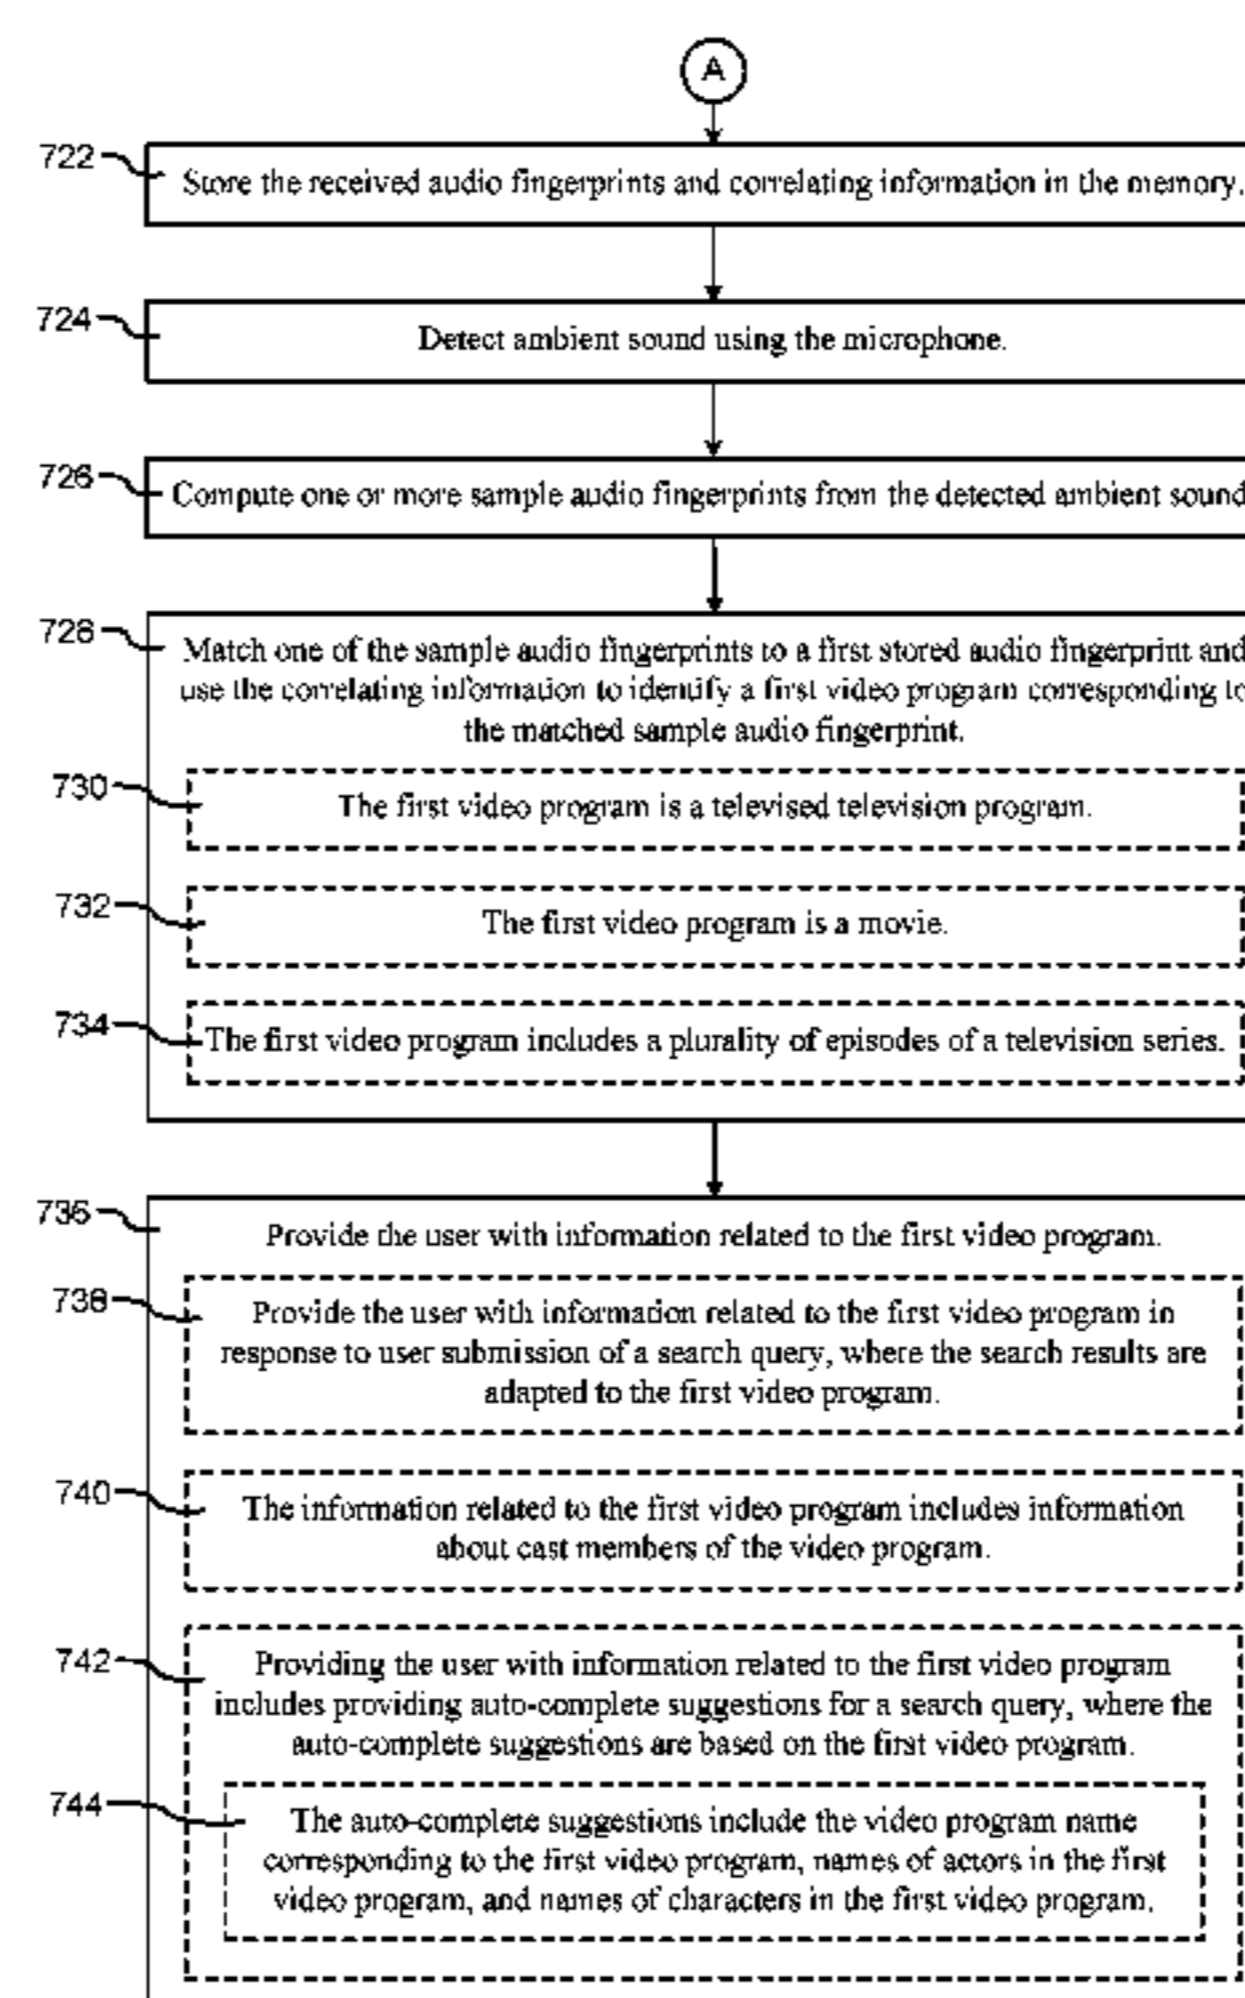 A
722
Store the received audio fingerprints and correlating information in the memory.
724
Detect ambient sound using the microphone.
726
Compute one or more sample audio fingerprints from the detected ambient sound
728
Match one of the sample audio fingerprints to a first stored audio fingerprint and
use the correlating information to identify a first video program corresponding to
the matched sample audio fingerprint.
730
The first video program is a televised television program.
732
The first video program is a movie.
734
The first video program includes a plurality of episodes of a television series.
736
Provide the user with information related to the first video program.
738
Provide the user with information related to the first video program in
response to user submission of a search query, where the search results are
adapted to the first video program.
740
The information related to the first video program includes information
about cast members of the video program.
742
Providing the user with information related to the first video program
includes providing auto-complete suggestions for a search query, where the
auto-complete suggestions are based on the first video program.
744
The auto-complete suggestions include the video program name
corresponding to the first video program, names of actors in the first
video program, and names of characters in the first video program.